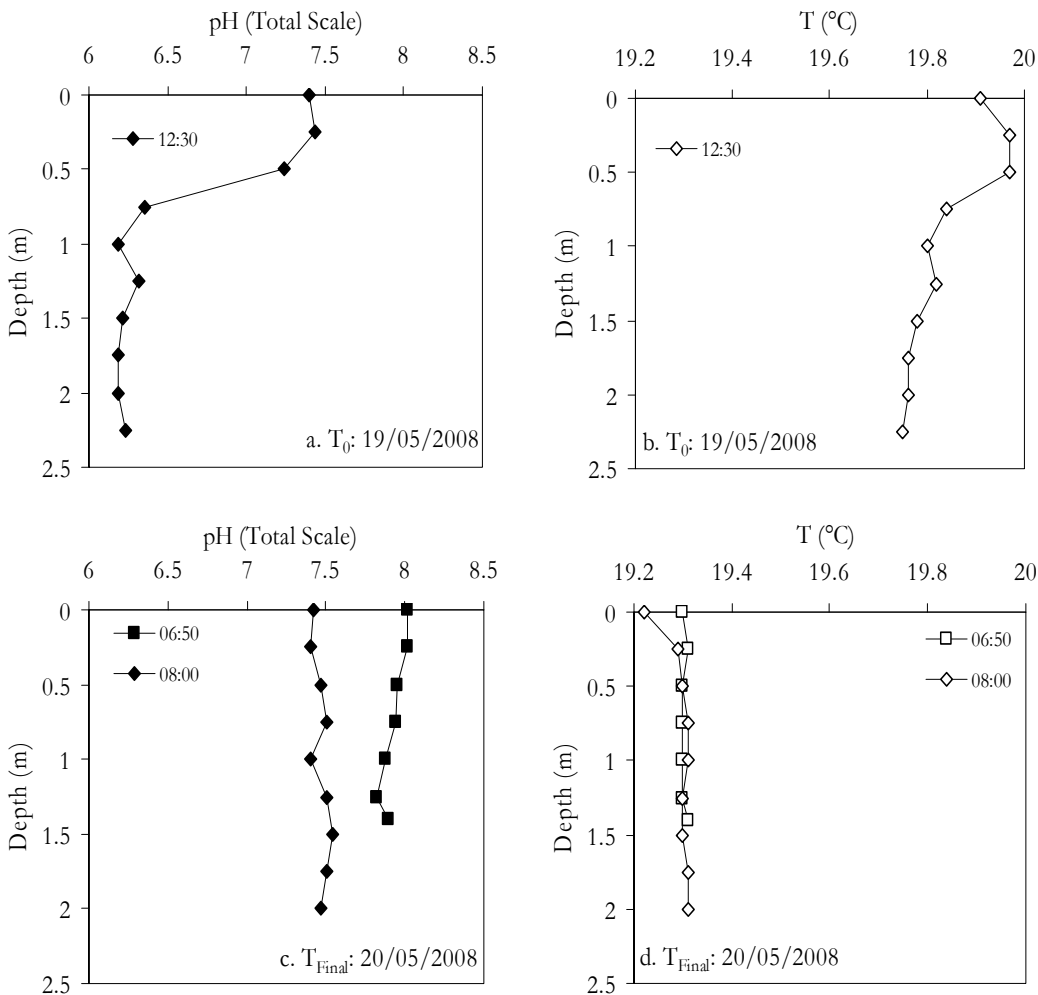 pH (Total Scale)
6 6.5 7 7.5 8 8.5
0
0.5
1
1.5
2
2.5
Depth (m)
12:30
a. T0: 19/05/2008
T (°C)
19.2 19.4 19.6 19.8 20
0
0.5
1
1.5
2
2.5
Depth (m)
12:30
b. T0: 19/05/2008
pH (Total Scale)
6 6.5 7 7.5 8 8.5
0
0.5
1
1.5
2
2.5
Depth (m)
06:50
08:00
c. TFinal: 20/05/2008
T (°C)
19.2 19.4 19.6 19.8 20
0
0.5
1
1.5
2
2.5
Depth (m)
06:50
08:00
d. TFinal: 20/05/2008